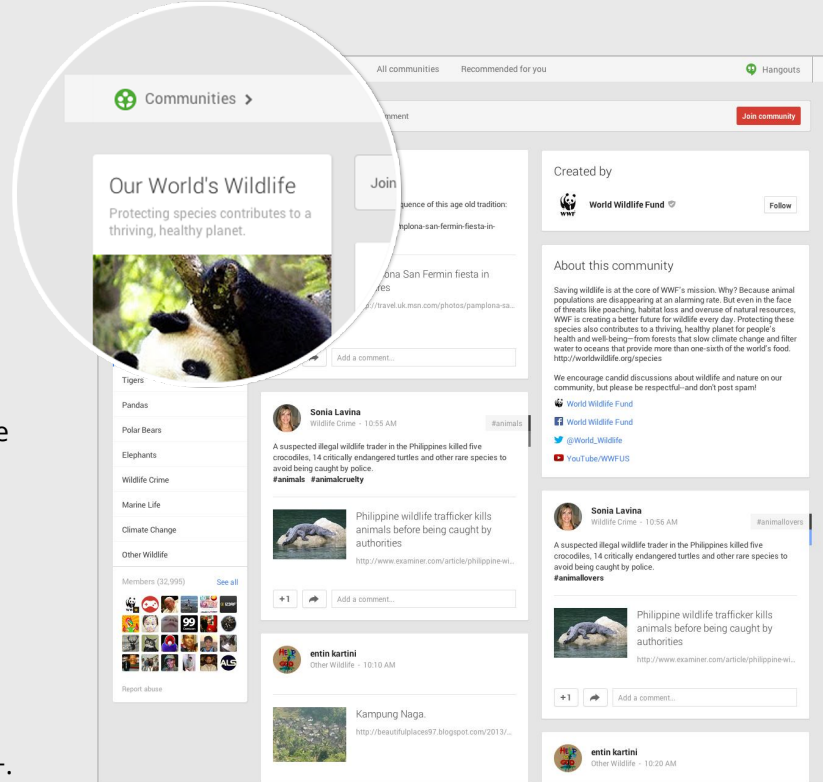 All communities
Recommended for you
Hangouts
Communities >
Join community
Our World's Wildlife
Protecting species contributes to a
thriving, healthy planet.
Join
quence of this age old tradition:
Tigers
Pandas
Polar Bears
Elephants
Wildlife Crime
Marine Life
Climate Change
Other Wildlife
Members (32,995)
See all
Report abuse
ona San Fermin fiesta in
://travel.uk.msn.com/photos/pamplona-sa...
Add a comment...
Sonia Lavina
Wildlife Crime - 10:55 AM
#animals
A suspected illegal wildlife trader in the Philippines killed five
crocodiles, 14 critically endangered turtles and other rare species to
avoid being caught by police.
#animals #animalcruelty
Philippine wildlife trafficker kills
animals before being caught by
authorities
http://www.examiner.com/article/philippine-wi...
+1
Add a comment...
entin kartini
Other Wildlife - 10:10 AM
Kampung Naga.
http://beautifulplaces97.blogspot.com/2013/...
Created by
WWF
World Wildlife Fund
Follow
About this community
Saving wildlife is at the core of WWF's mission. Why? Because animal
populations are disappearing at an alarming rate. But even in the face
of threats like poaching, habitat loss and overuse of natural resources,
WWF is creating a better future for wildlife every day. Protecting these
species also contributes to a thriving, healthy planet for people's
health and well-being—from forests that slow climate change and filter
water to oceans that provide more than one-sixth of the world's food.
http://worldwildlife.org/species
We encourage candid discussions about wildlife and nature on our
community, but please be respectful--and don't post spam!
World Wildlife Fund
World Wildlife Fund
@World_Wildlife
YouTube/WWFUS
Sonia Lavina
Wildlife Crime - 10:56 AM
#animallovers
A suspected illegal wildlife trader in the Philippines killed five
crocodiles, 14 critically endangered turtles and other rare species to
avoid being caught by police.
#animallovers
Philippine wildlife trafficker kills
animals before being caught by
authorities
http://www.examiner.com/article/philippine-wi...
+1
Add a comment...
entin kartini
Other Wildlife - 10:20 AM